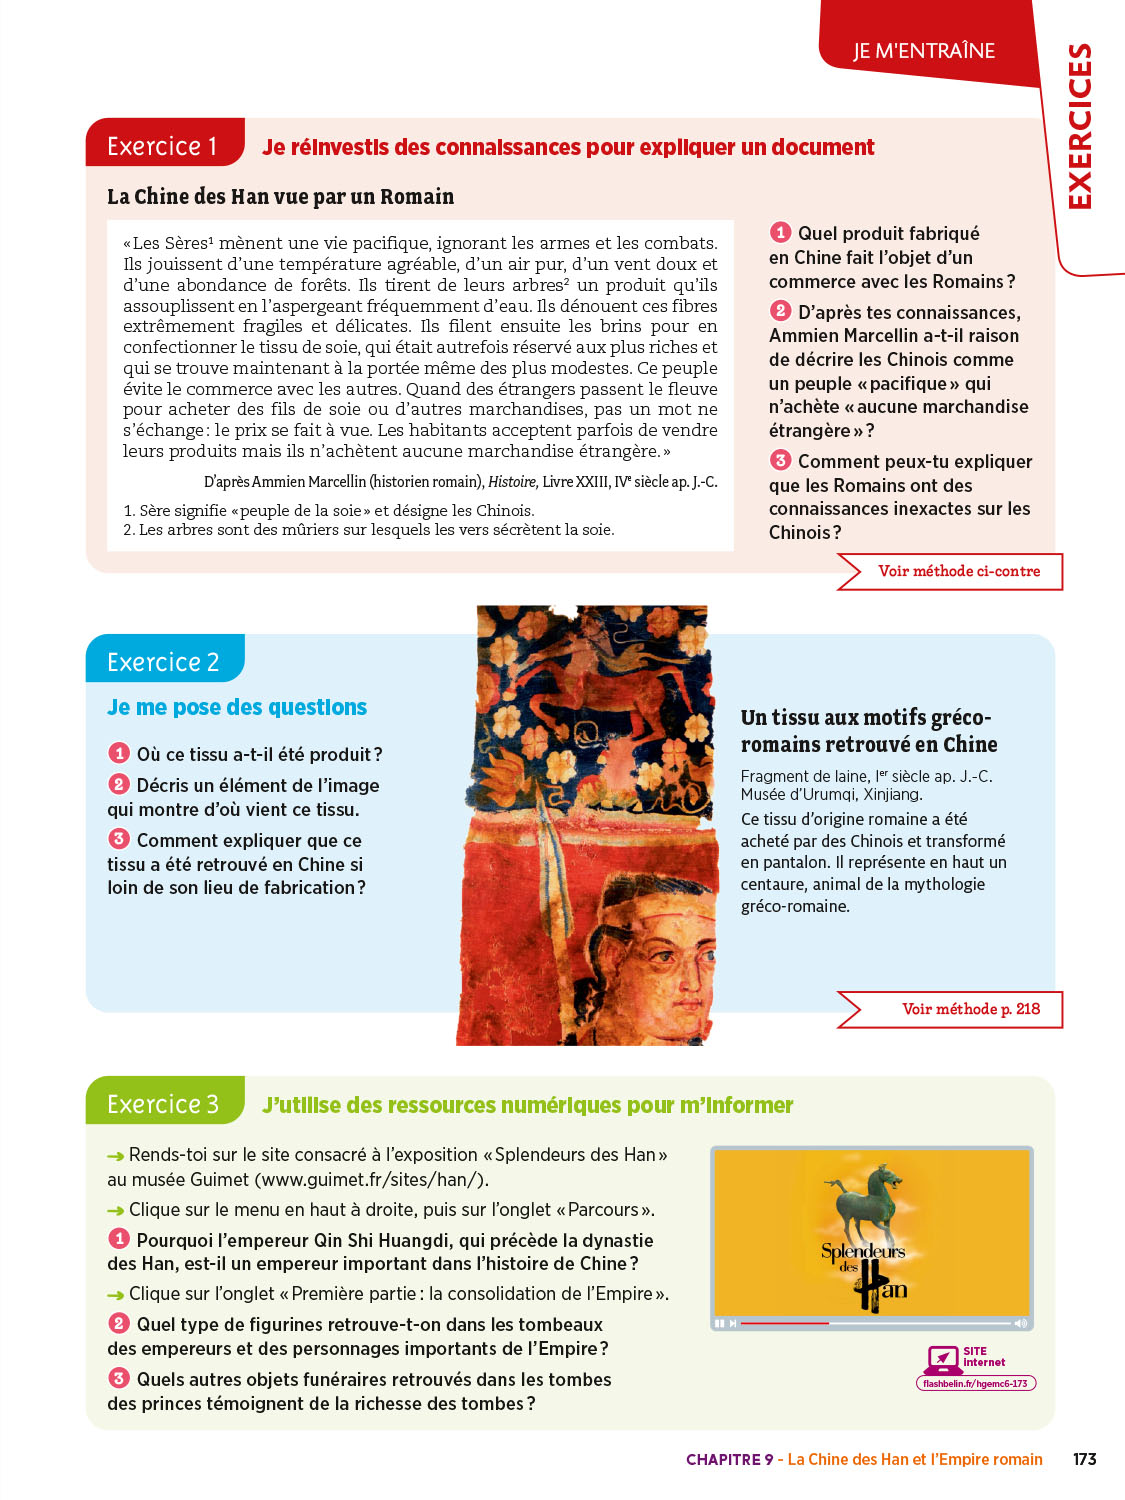 JE M'ENTRAÎNE
EXERCICES
Exercice 1
Je réinvestis des connaissances pour expliquer un document
La Chine des Han vue par un Romain
« Les Sères¹ mènent une vie pacifique, ignorant les armes et les combats.
Ils jouissent d’une température agréable, d’un air pur, d’un vent doux et
d’une abondance de forêts. Ils tirent de leurs arbres² un produit qu’ils
assouplissent en l’aspergeant fréquemment d’eau. Ils dénouent ces fibres
extrêmement fragiles et délicates. Ils filent ensuite les brins pour en
confectionner le tissu de soie, qui était autrefois réservé aux plus riches et
qui se trouve maintenant à la portée même des plus modestes. Ce peuple
évite le commerce avec les autres. Quand des étrangers passent le fleuve
pour acheter des fils de soie ou d’autres marchandises, pas un mot ne
s’échange : le prix se fait à vue. Les habitants acceptent parfois de vendre
leurs produits mais ils n’achètent aucune marchandise étrangère. »
D’après Ammien Marcellin (historien romain), Histoire, Livre XXIII, IVe siècle ap. J.-C.
1. Sère signifie « peuple de la soie » et désigne les Chinois.
2. Les arbres sont des mûriers sur lesquels les vers sécrètent la soie.
1 Quel produit fabriqué
en Chine fait l’objet d’un
commerce avec les Romains ?
2 D’après tes connaissances,
Ammien Marcellin a-t-il raison
de décrire les Chinois comme
un peuple « pacifique » qui
n’achète « aucune marchandise
étrangère » ?
3 Comment peux-tu expliquer
que les Romains ont des
connaissances inexactes sur les
Chinois ?
Voir méthode ci-contre
Exercice 2
Je me pose des questions
1 Où ce tissu a-t-il été produit ?
2 Décris un élément de l’image
qui montre d’où vient ce tissu.
3 Comment expliquer que ce
tissu a été retrouvé en Chine si
loin de son lieu de fabrication ?
Un tissu aux motifs gréco-
romains retrouvé en Chine
Fragment de laine, Ier siècle ap. J.-C.
Musée d’Urumqi, Xinjiang.
Ce tissu d’origine romaine a été
acheté par des Chinois et transformé
en pantalon. Il représente en haut un
centaure, animal de la mythologie
gréco-romaine.
Voir méthode p. 218
Exercice 3
J’utilise des ressources numériques pour m’informer
➞ Rends-toi sur le site consacré à l’exposition « Splendeurs des Han »
au musée Guimet (www.guimet.fr/sites/han/).
➞ Clique sur le menu en haut à droite, puis sur l’onglet « Parcours ».
1 Pourquoi l’empereur Qin Shi Huangdi, qui précède la dynastie
des Han, est-il un empereur important dans l’histoire de Chine ?
➞ Clique sur l’onglet « Première partie : la consolidation de l’Empire ».
2 Quel type de figurines retrouve-t-on dans les tombeaux
des empereurs et des personnages importants de l’Empire ?
3 Quels autres objets funéraires retrouvés dans les tombes
des princes témoignent de la richesse des tombes ?
Splendeurs
des
Han
SITE
internet
flashbelin.fr/hgemc6-173
CHAPITRE 9 - La Chine des Han et l’Empire romain 173